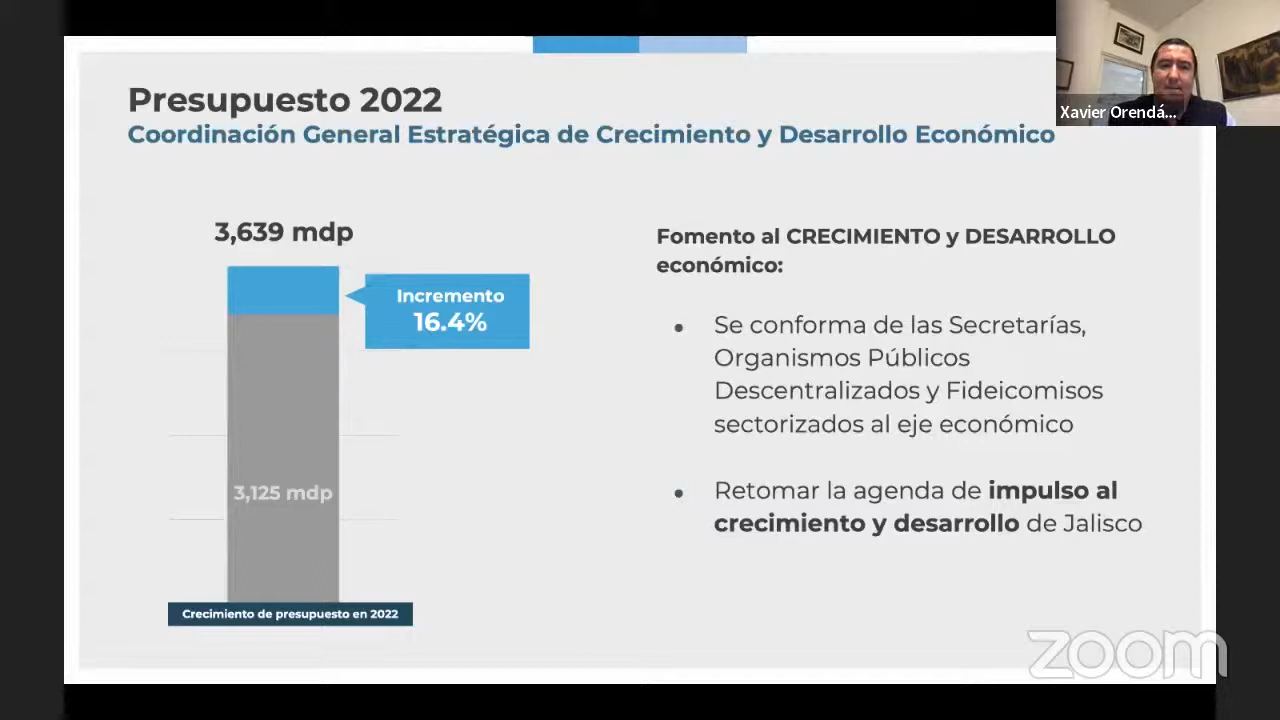 Presupuesto 2022
Coordinación General Estratégica de Crecimiento y Desarrollo Económico
Xavier Orendá...
3,639 mdp
Incremento
16.4%
3,125 mdp
Crecimiento de presupuesto en 2022
Fomento al CRECIMIENTO y DESARROLLO
económico:
● Se conforma de las Secretarías,
Organismos Públicos
Descentralizados y Fideicomisos
sectorizados al eje económico
● Retomar la agenda de impulso al
crecimiento y desarrollo de Jalisco
zoom